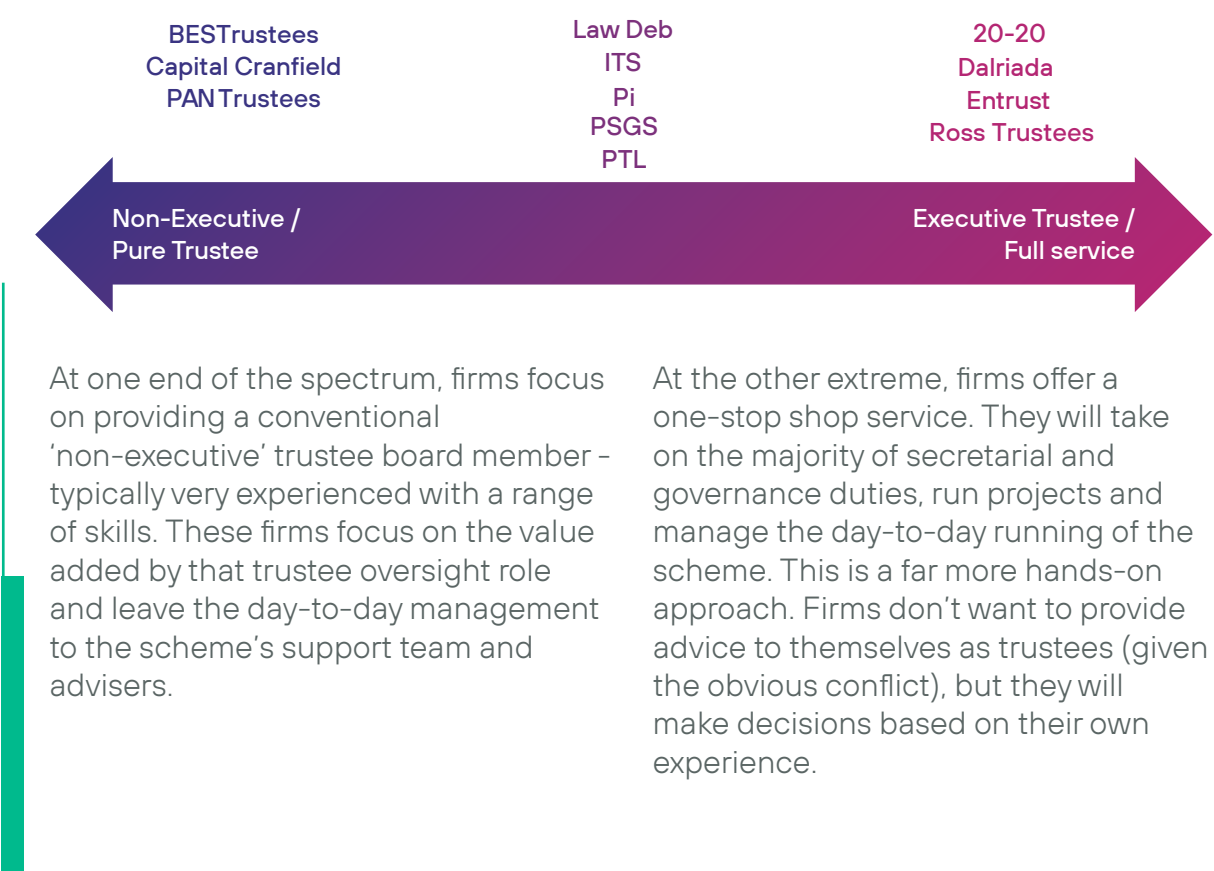 BESTrustees
Capital Cranfield
PAN Trustees
Law Deb
ITS
Pi
PSGS
PTL
20-20
Dalriada
Entrust
Ross Trustees
Non-Executive /
Pure Trustee
Executive Trustee /
Full service
At one end of the spectrum, firms focus
on providing a conventional
‘non-executive’ trustee board member -
typically very experienced with a range
of skills. These firms focus on the value
added by that trustee oversight role
and leave the day-to-day management
to the scheme’s support team and
advisers.
At the other extreme, firms offer a
one-stop shop service. They will take
on the majority of secretarial and
governance duties, run projects and
manage the day-to-day running of the
scheme. This is a far more hands-on
approach. Firms don’t want to provide
advice to themselves as trustees (given
the obvious conflict), but they will
make decisions based on their own
experience.